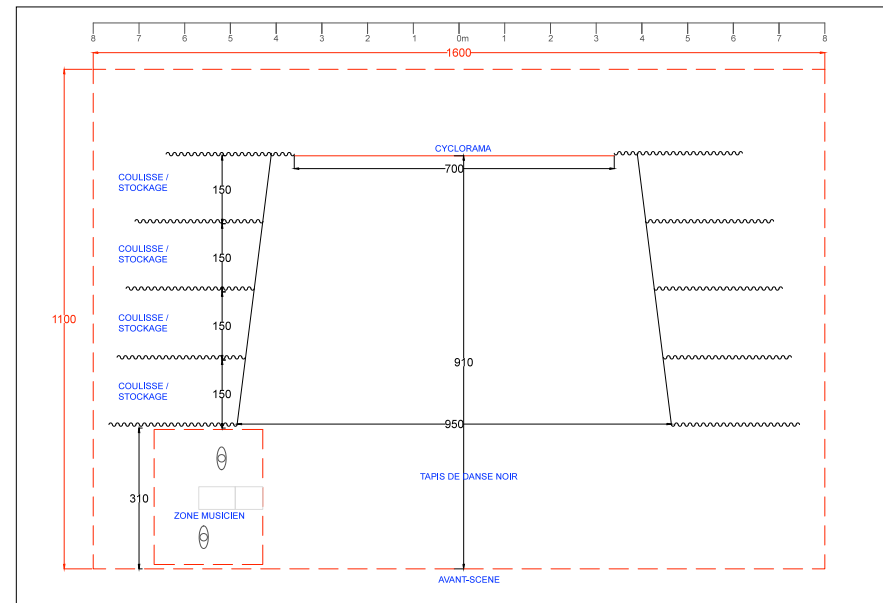 8 7 6 5 4 3 2 1 0m 1 2 3 4 5 6 7 8
1600
CYCLORAMA
700
COULISSE /
STOCKAGE
150
COULISSE /
STOCKAGE
150
1100
COULISSE /
STOCKAGE
150
910
COULISSE /
STOCKAGE
150
950
TAPIS DE DANSE NOIR
310
ZONE MUSICIEN
AVANT-SCENE